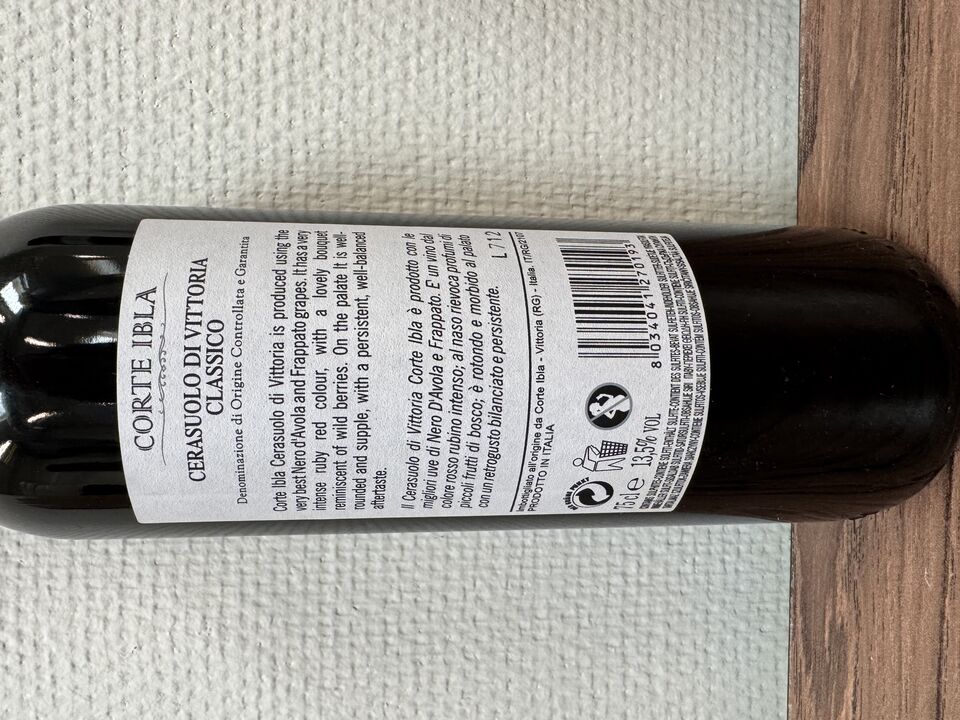 CORTE IBLA
CERASUOLO DI VITTORIA
CLASSICO
Denominazione di Origine Controllata e Garantita
Corte Ibla Cerasuolo di Vittoria is produced using the
very best Nero d'Avola and Frappato grapes. It has a very
intense ruby red colour, with a lovely bouquet
reminiscent of wild berries. On the palate It is well-
rounded and supple, with a persistent, well-balanced
aftertaste.
Il Cerasuolo di Vittoria Corte Ibla è prodotto con le
migliori uve di Nero D'Avola e Frappato. E' un vino dal
colore rosso rubino intenso; al naso rievoca profumi di
piccoli frutti di bosco; è rotondo e morbido al palato
con un retrogusto bilanciato e persistente.
L712
Imbottigliato all'origine da Corte Ibla - Vittoria (RG) - Italia. IT/RG/2107
PRODOTTO IN ITALIA
8 034041 270123
75cl e 13,5% VOL